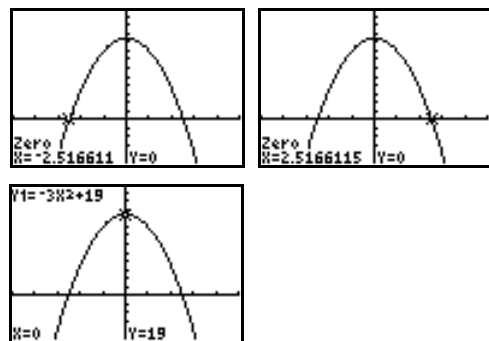 Zero
X=-2.516611 Y=0
Zero
X=2.5166115 Y=0
Y1=-3X2+19
X=0 Y=19